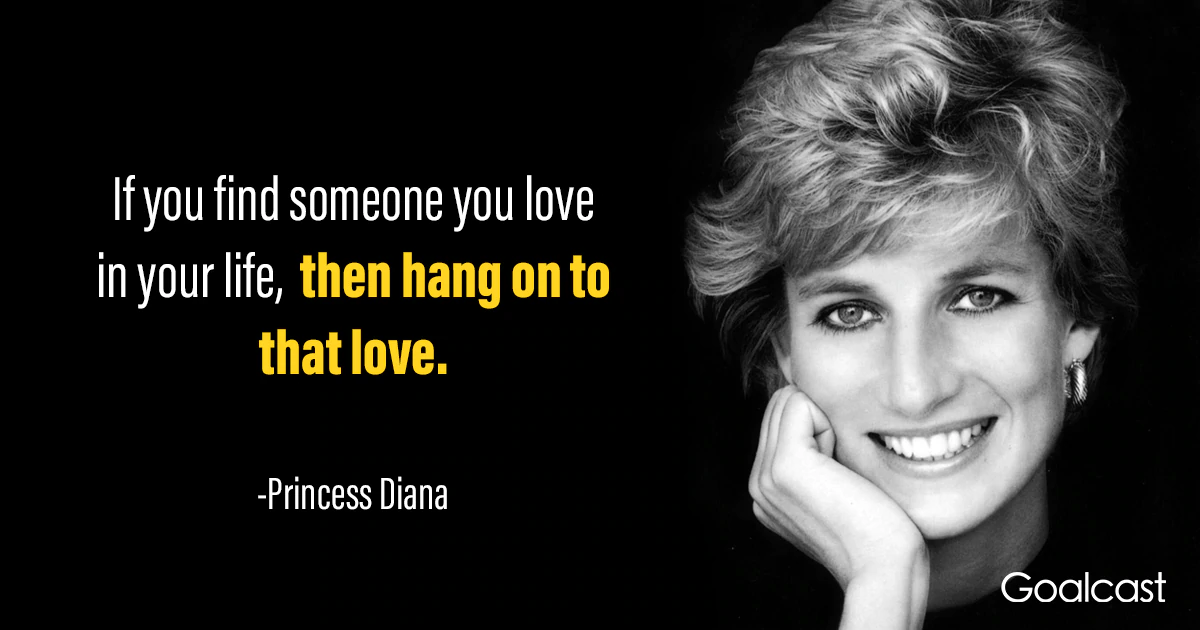 If you find someone you love
in your life, then hang on to
that love.
-Princess Diana
Goalcast